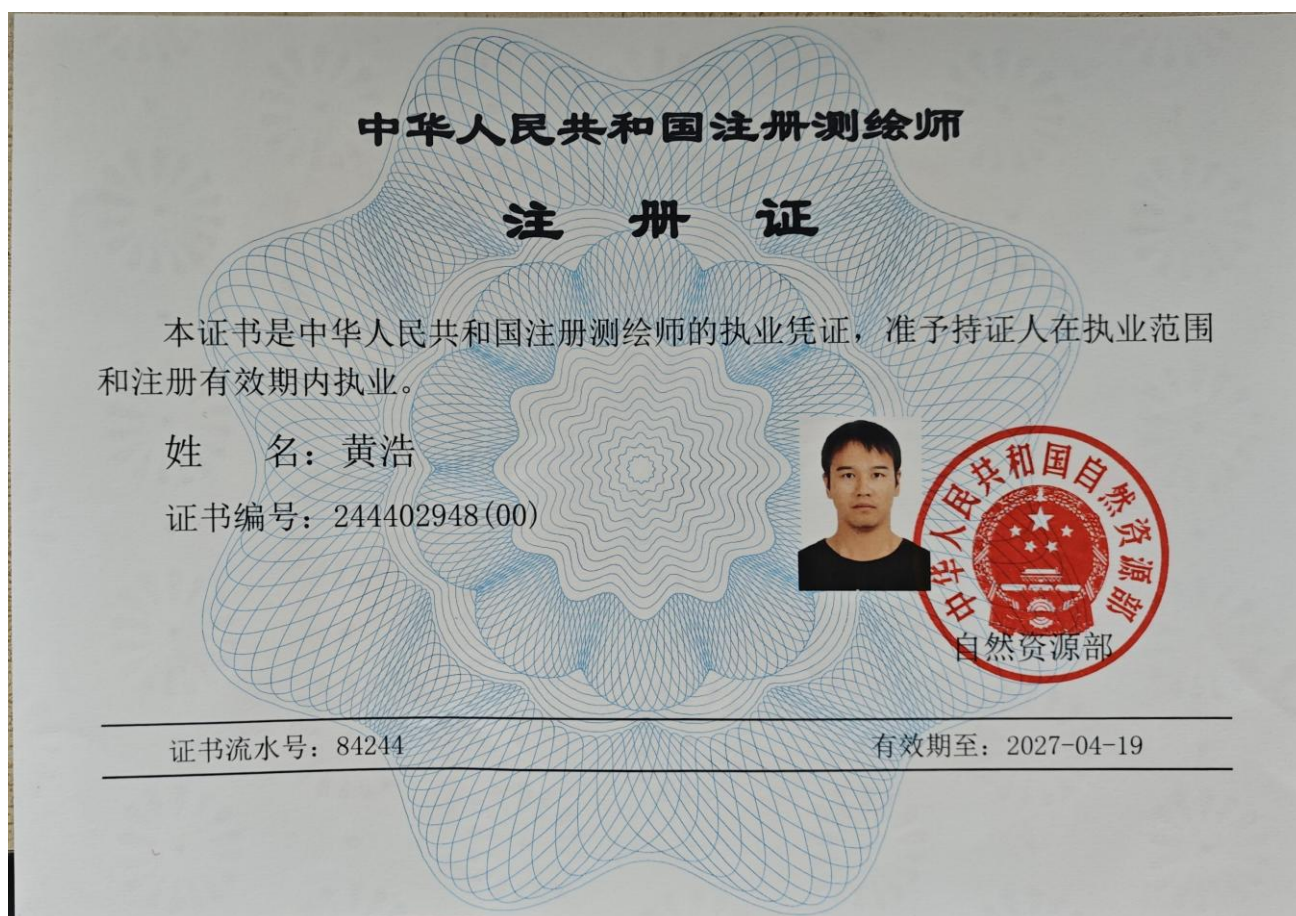 中华人民共和国注册测绘师
注 册 证
本证书是中华人民共和国注册测绘师的执业凭证，准予持证人在执业范围
和注册有效期内执业。
姓 名：黄浩
证书编号：244402948(00)
中华人民共和国自然资源部
自然资源部
证书流水号：84244
有效期至：2027-04-19